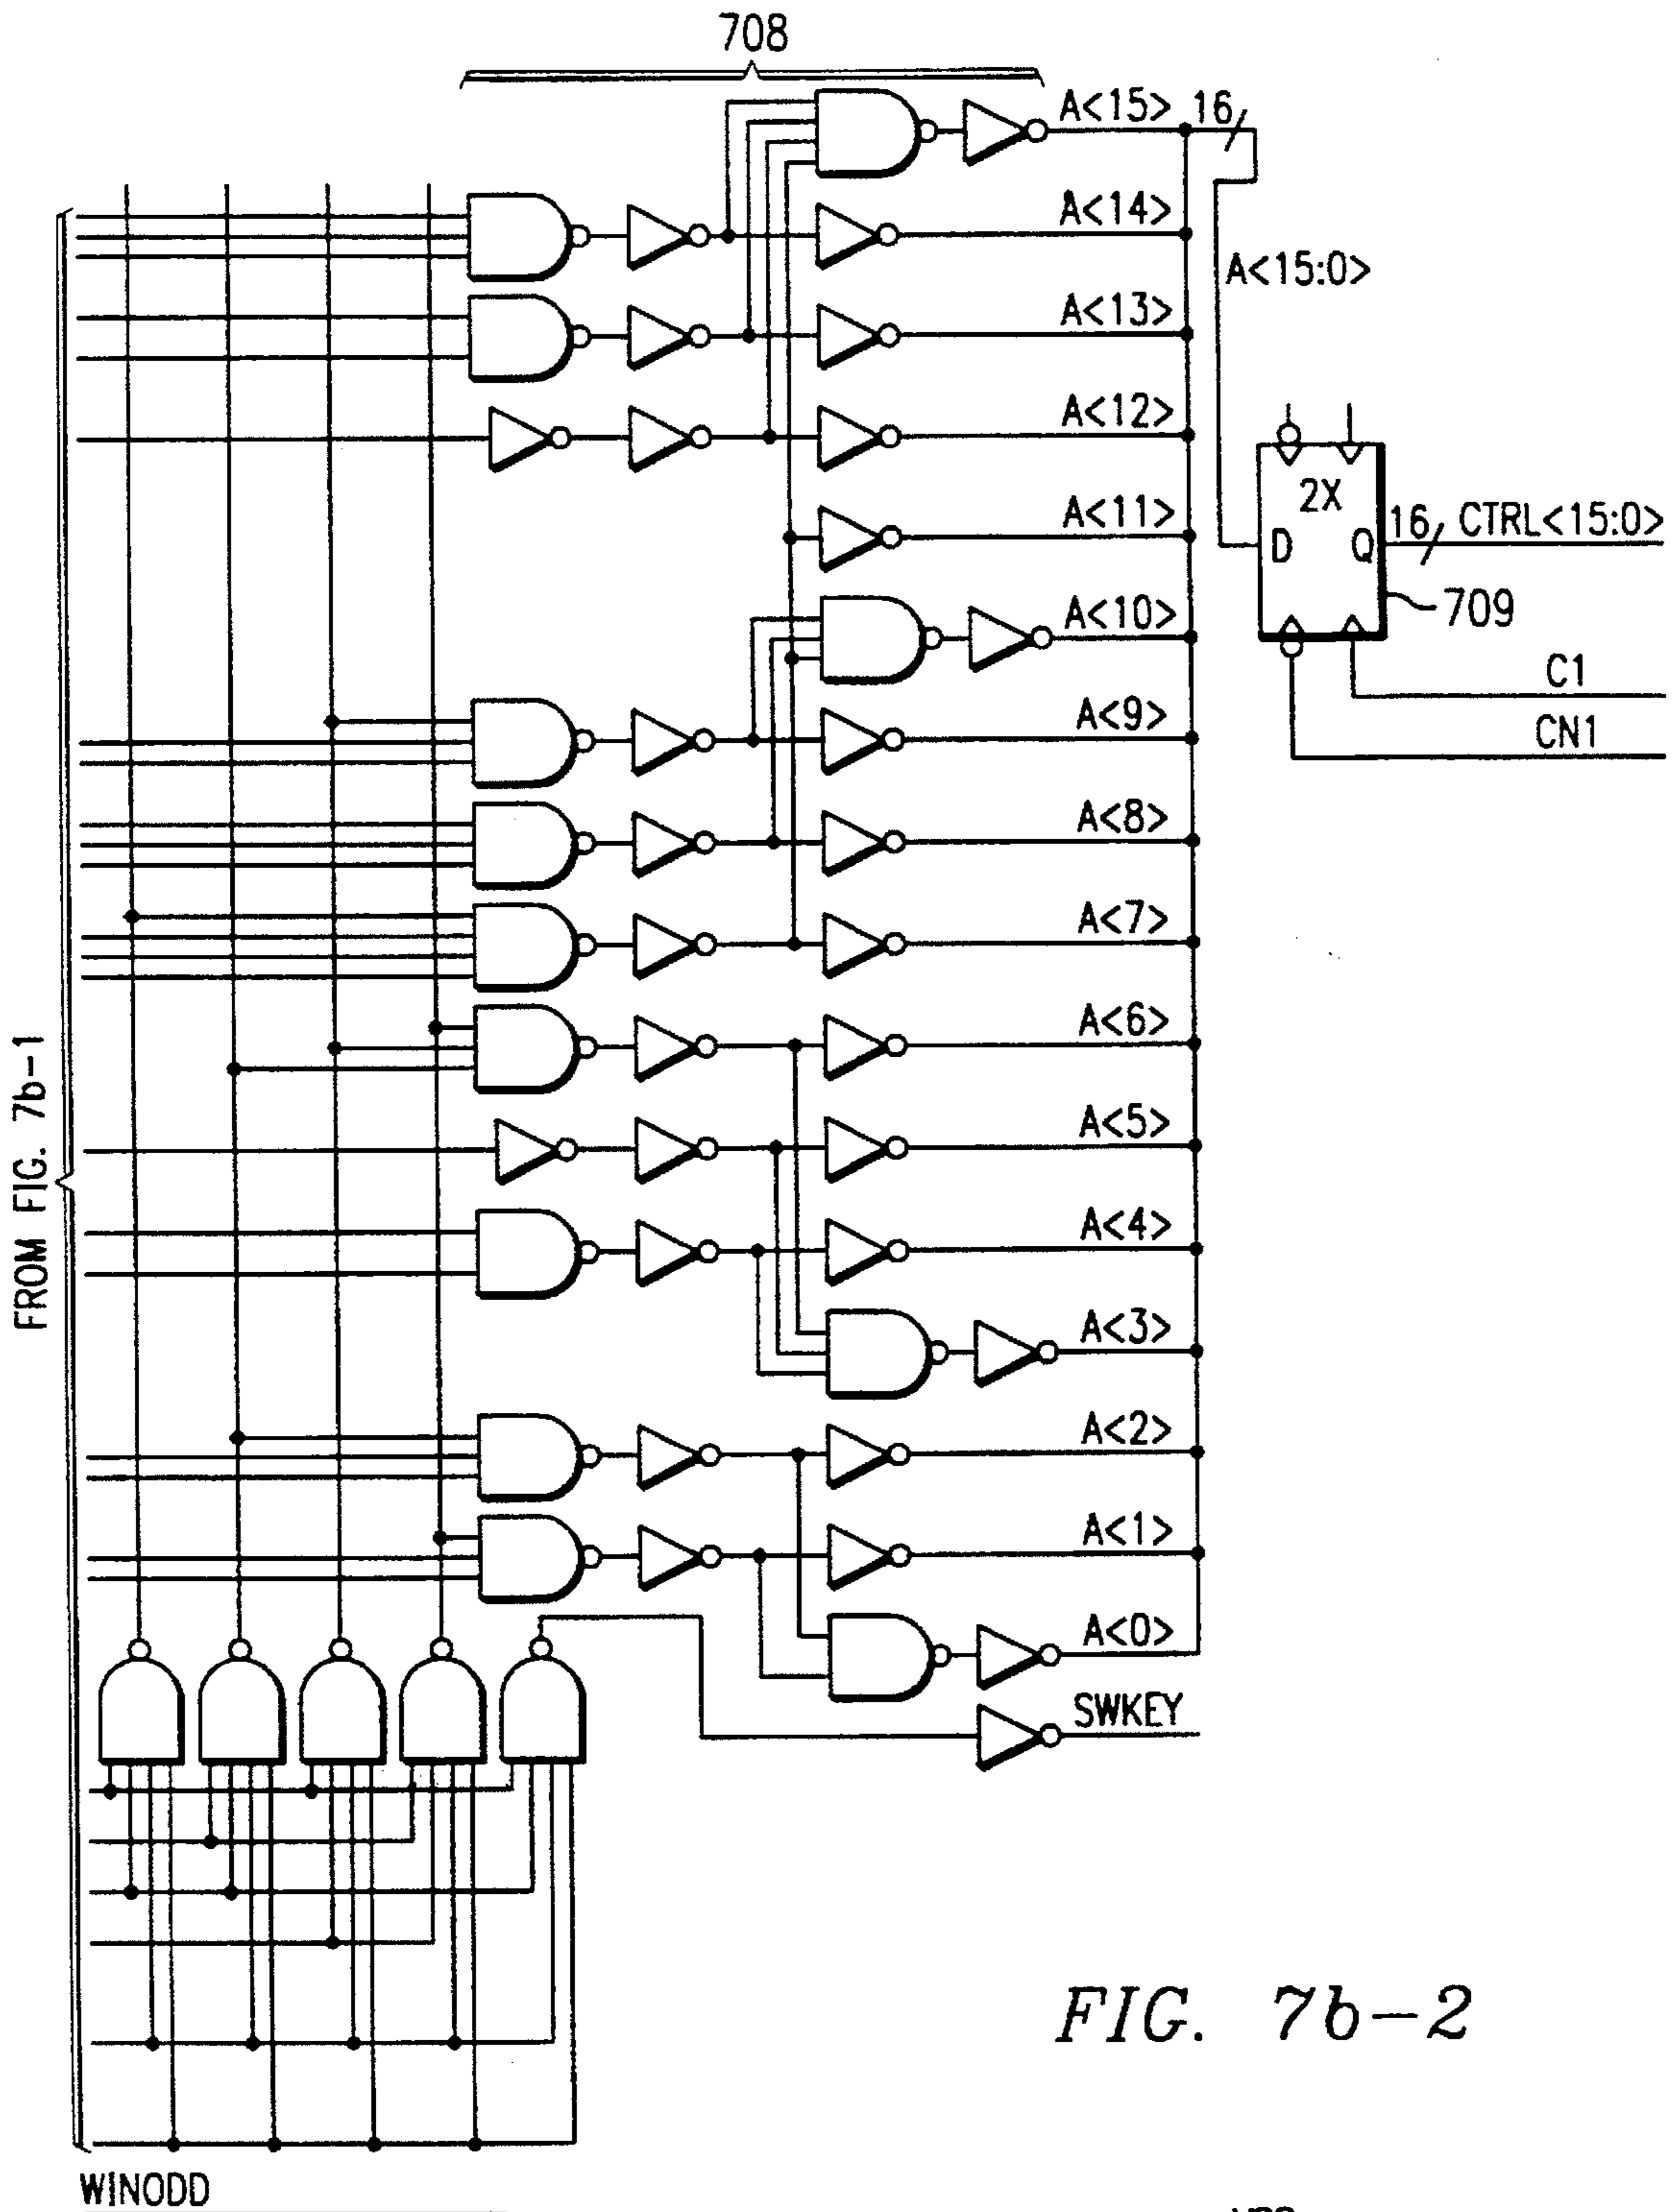 708
A<15> 16
A<14>
A<15:0>
A<13>
A<12>
2X
A<11>
D Q
16 CTRL<15:0>
709
A<10>
C1
A<9>
CN1
A<8>
A<7>
A<6>
FROM FIG. 7b-1
A<5>
A<4>
A<3>
A<2>
A<1>
A<0>
SWKEY
FIG. 7b-2
WINODD